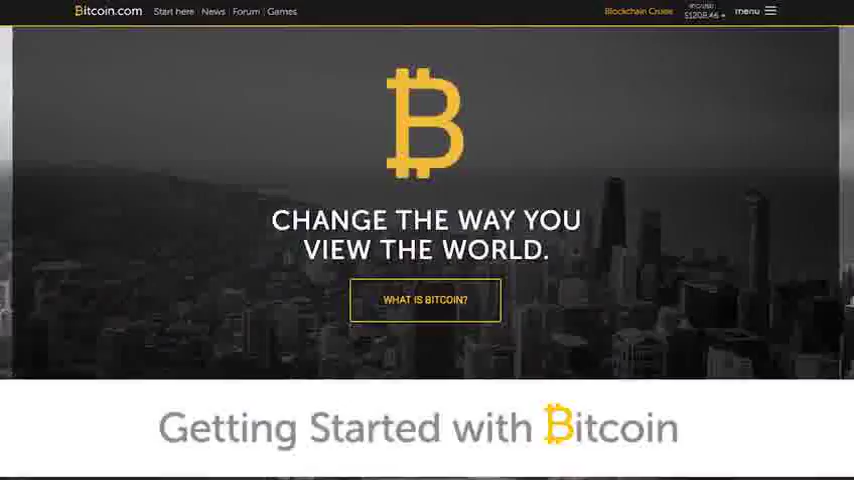 Bitcoin.com Start here News Forum Games Blockchain Cruise menu
CHANGE THE WAY YOU
VIEW THE WORLD.
WHAT IS BITCOIN?
Getting Started with Bitcoin